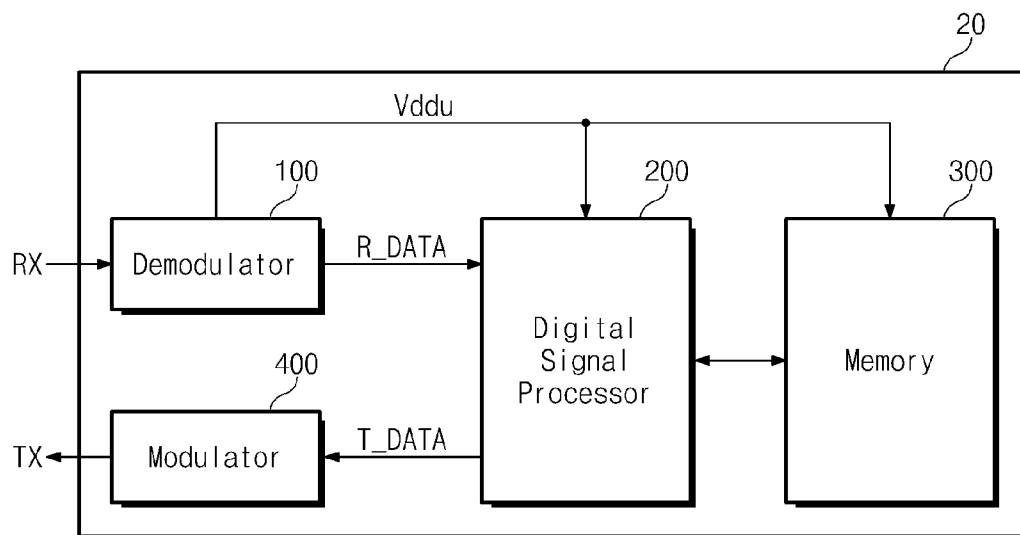 20
Vddu
100
200
300
RX
Demodulator
R_DATA
Digital
Signal
Processor
Memory
400
TX
Modulator
T_DATA